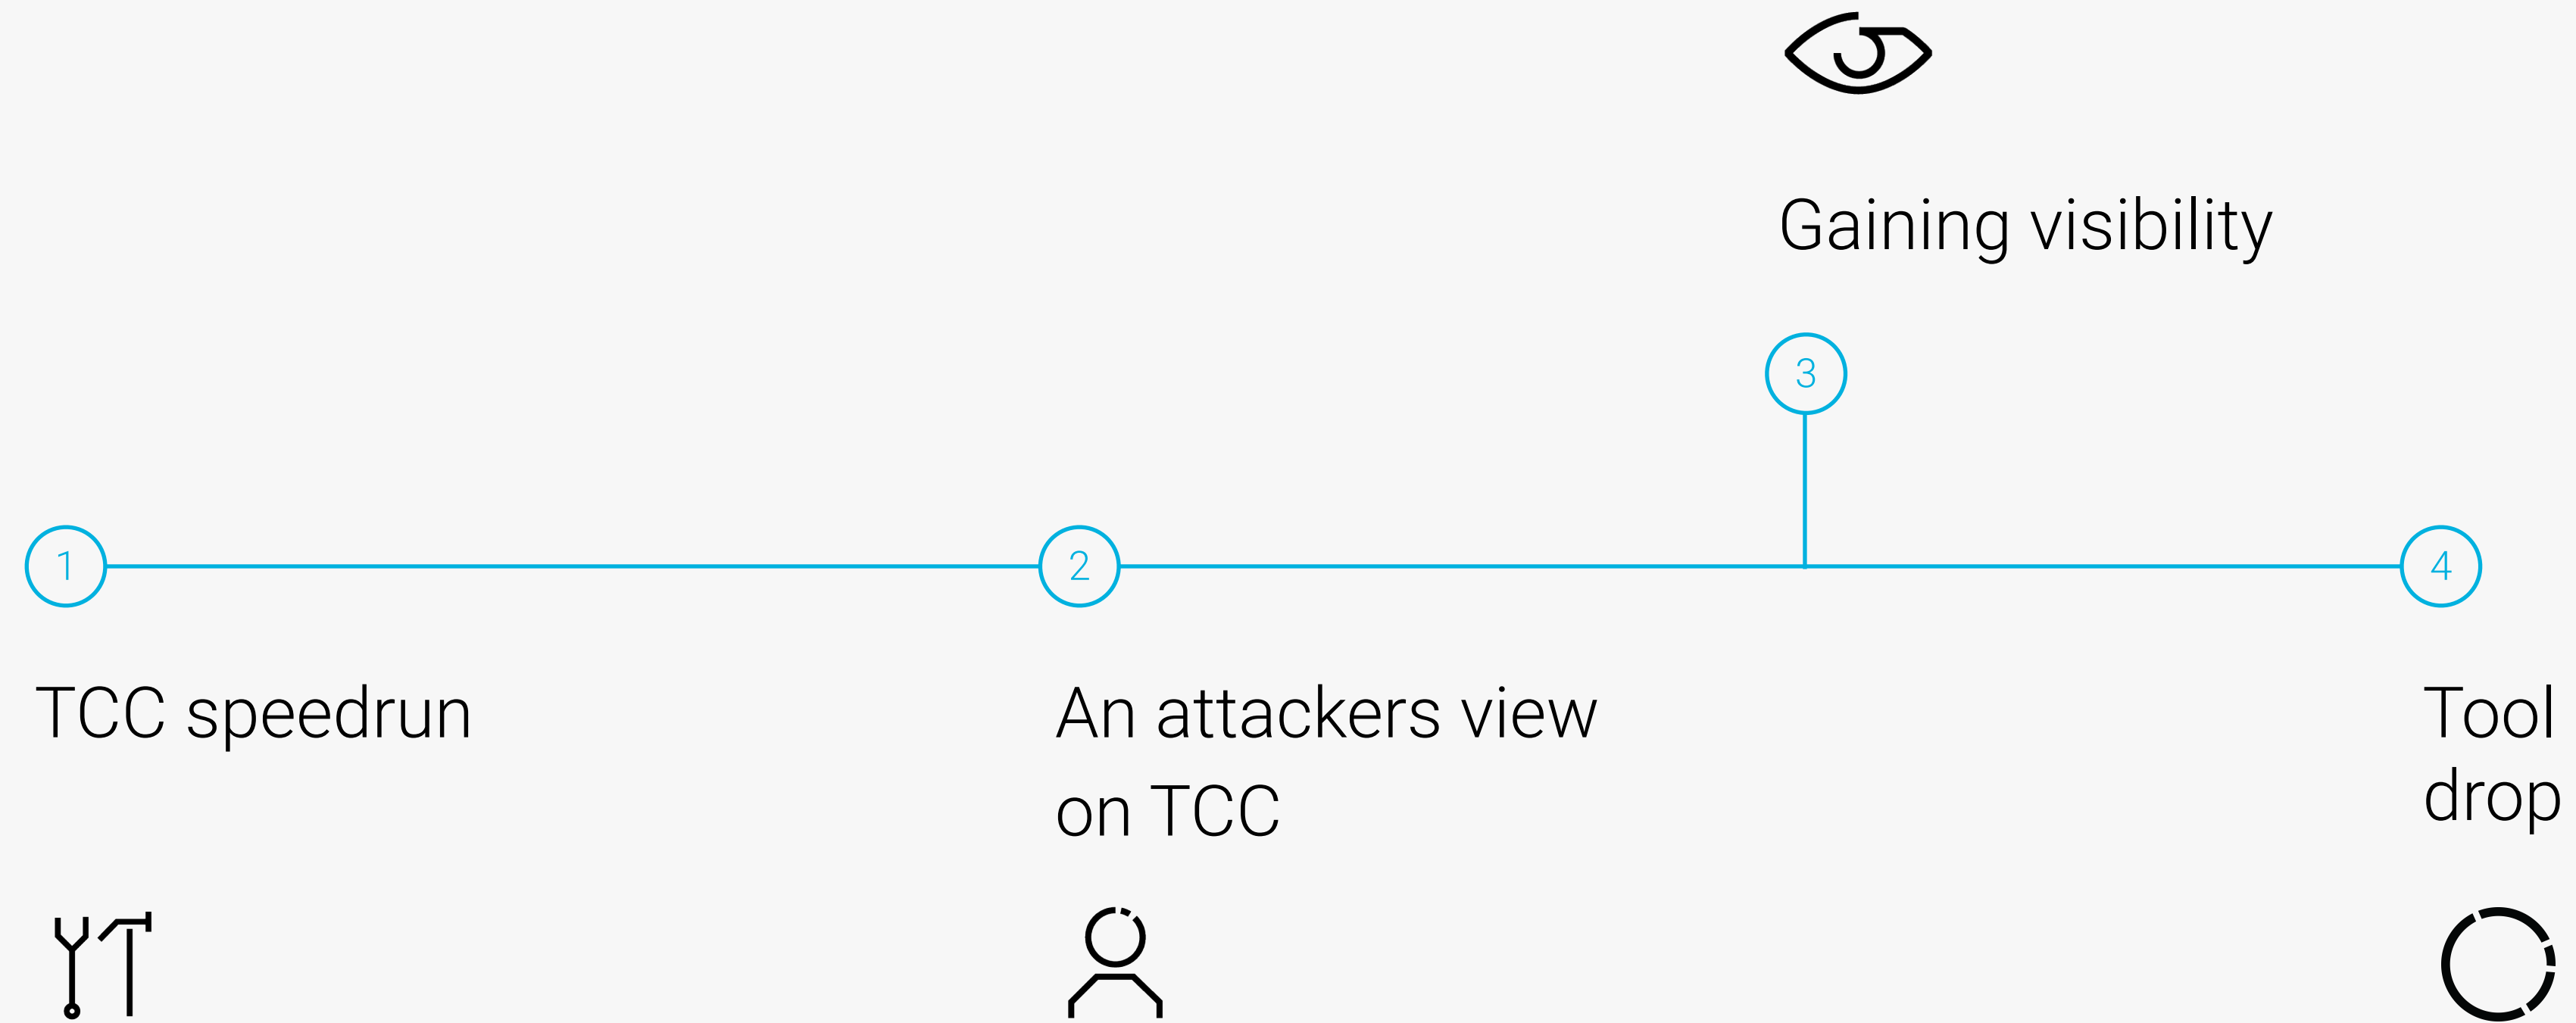 Gaining visibility
3
1
2
4
TCC speedrun
An attackers view
on TCC
Tool
drop